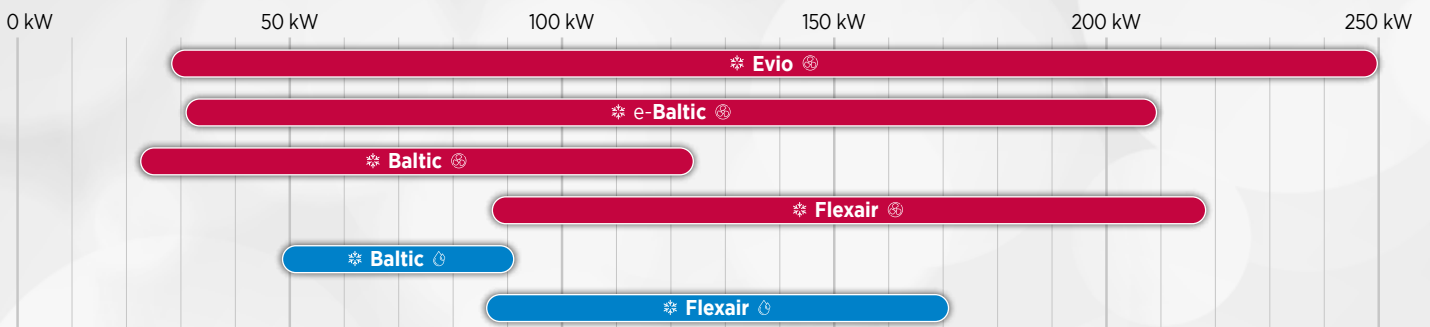 0 kW 50 kW 100 kW 150 kW 200 kW 250 kW
Evio
e-Baltic
Baltic
Flexair
Baltic
Flexair